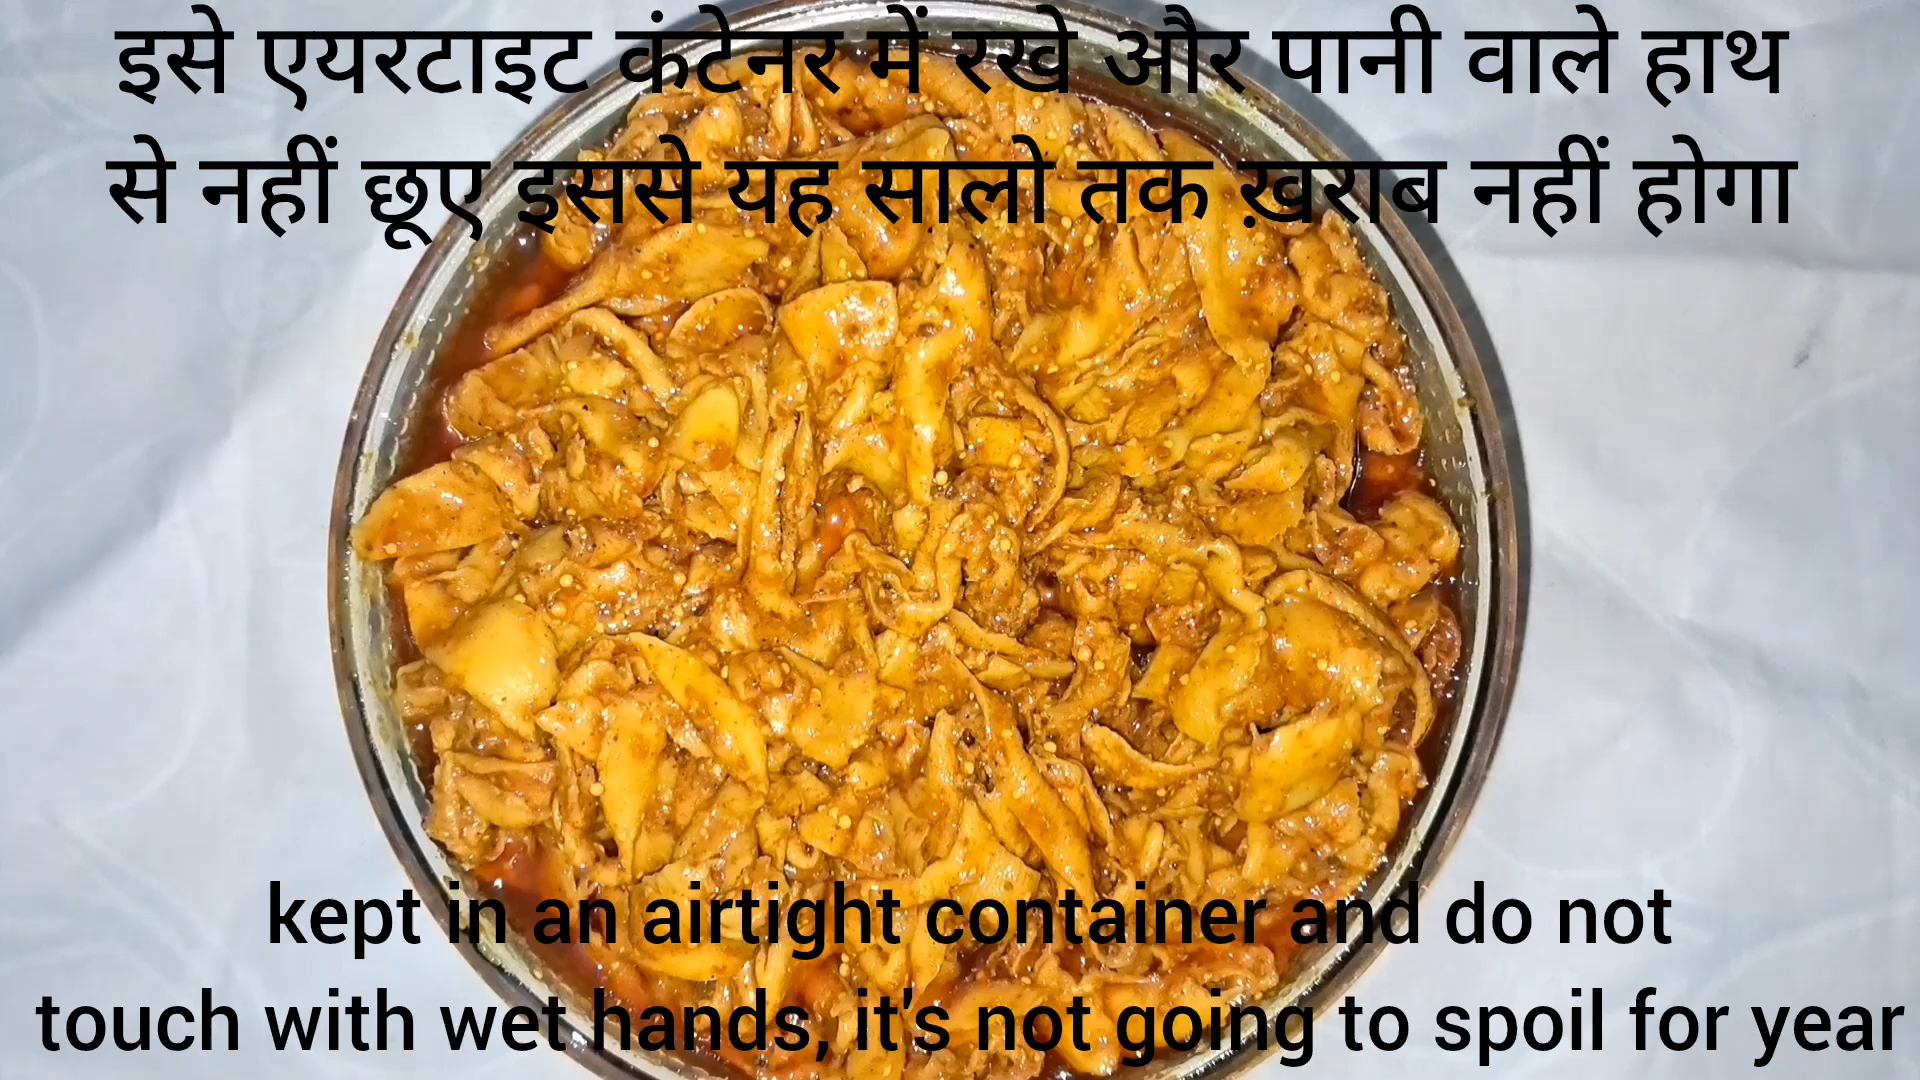 इसे एयरटाइट कंटेनर में रखे और पानी वाले हाथ
से नहीं छूए इससे यह सालो तक ख़राब नहीं होगा
kept in an airtight container and do not
touch with wet hands, it's not going to spoil for year